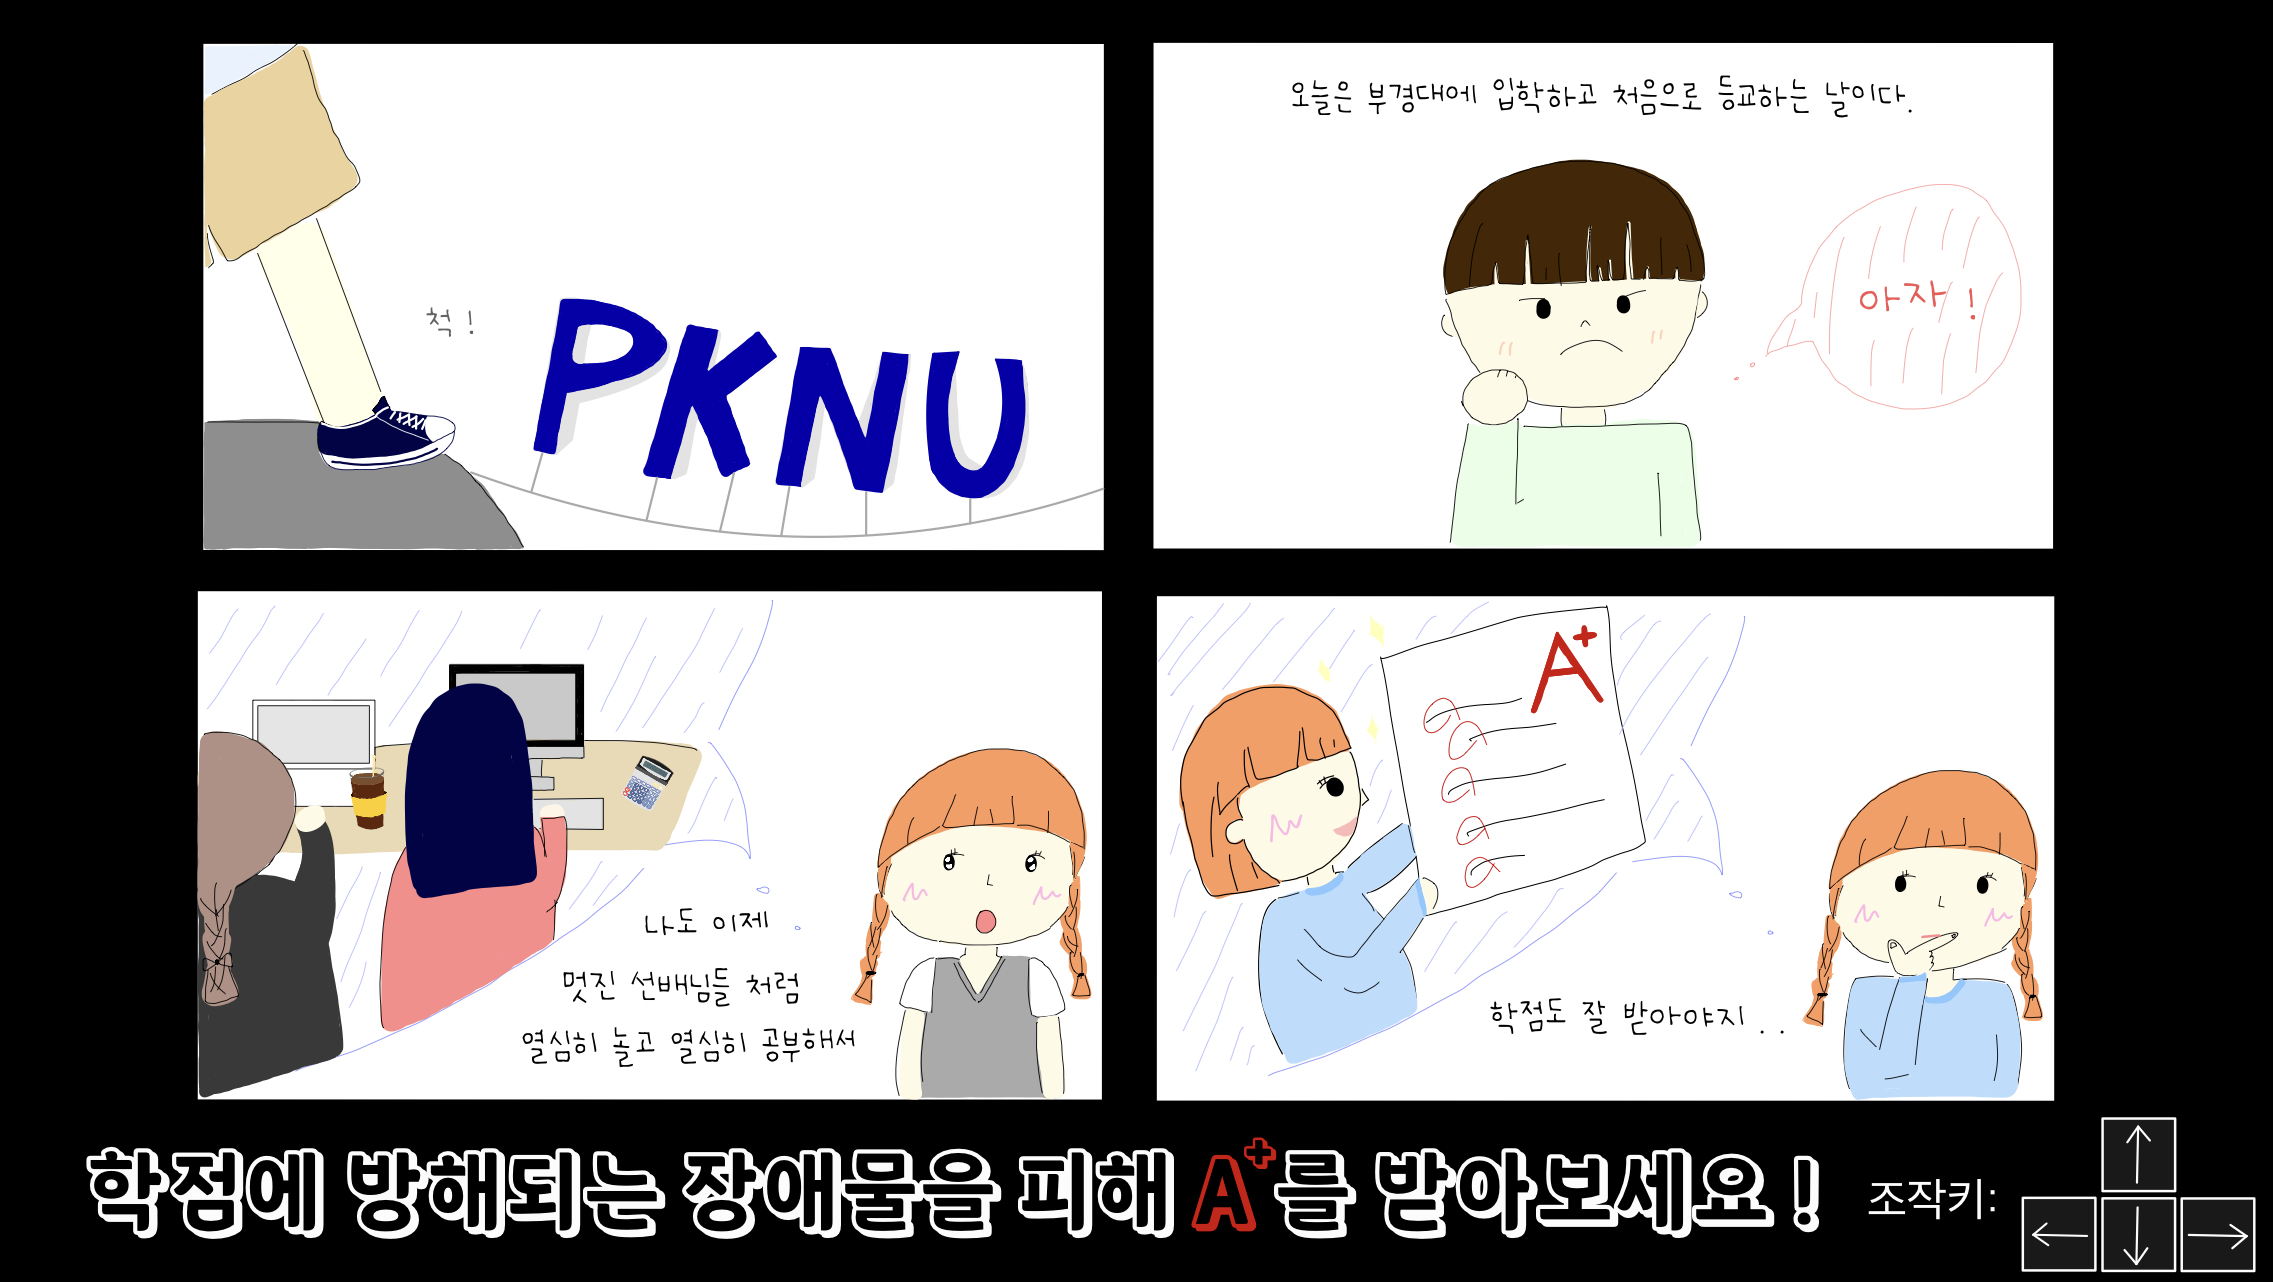 척 !
PKNU
오늘은 부경대에 입학하고 처음으로 등교하는 날이다.
아자 !
나도 이제
멋진 선배님들 처럼
열심히 놀고 열심히 공부해서
A+
학점도 잘 받아야지 . .
학점에 방해되는 장애물을 피해 A+를 받아보세요 !
조작키: ↑
← ↓ →